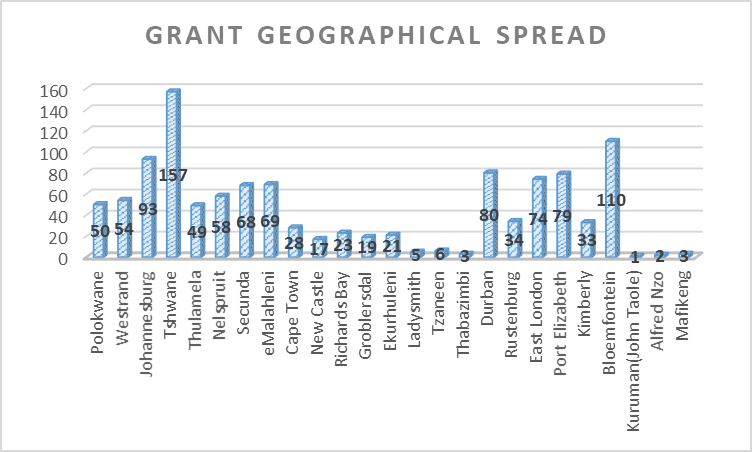 GRANT GEOGRAPHICAL SPREAD
160
140
120
100
80
60
40
20
0
50
54
93
157
49
58
68
69
28
17
23
19
21
5
6
3
80
34
74
79
33
110
1
2
3
Polokwane
Westrand
Johannesburg
Tshwane
Thulamela
Nelspruit
Secunda
eMalahleni
Cape Town
New Castle
Richards Bay
Groblersdal
Ekurhuleni
Ladysmith
Tzaneen
Thabazimbi
Durban
Rustenburg
East London
Port Elizabeth
Kimberly
Bloemfontein
Kuruman(John Taole)
Alfred Nzo
Mafikeng